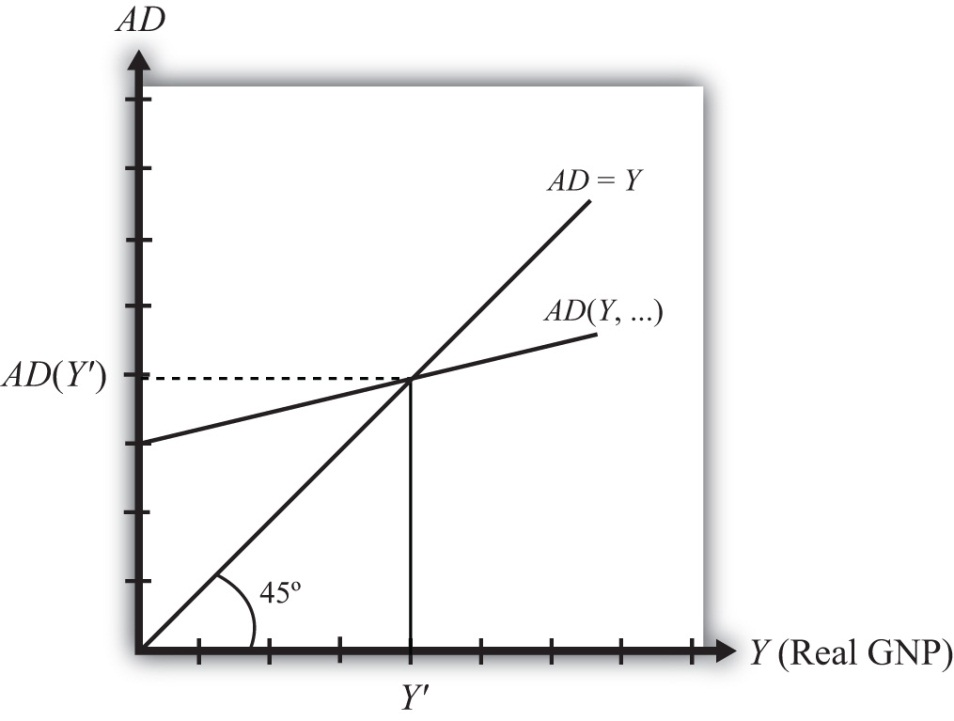 AD
AD = Y
AD(Y, ...)
AD(Y′)
45º
Y (Real GNP)
Y′